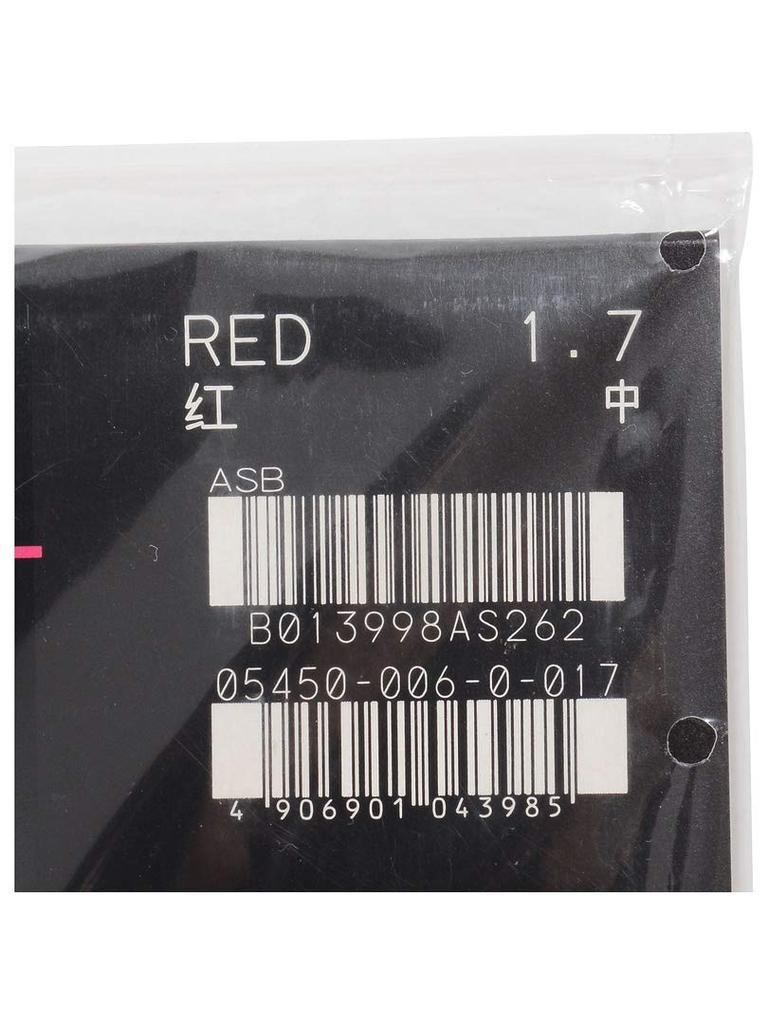 RED 1.7
红 中
ASB
B013998AS262
05450-006-0-017
4 906901 043985